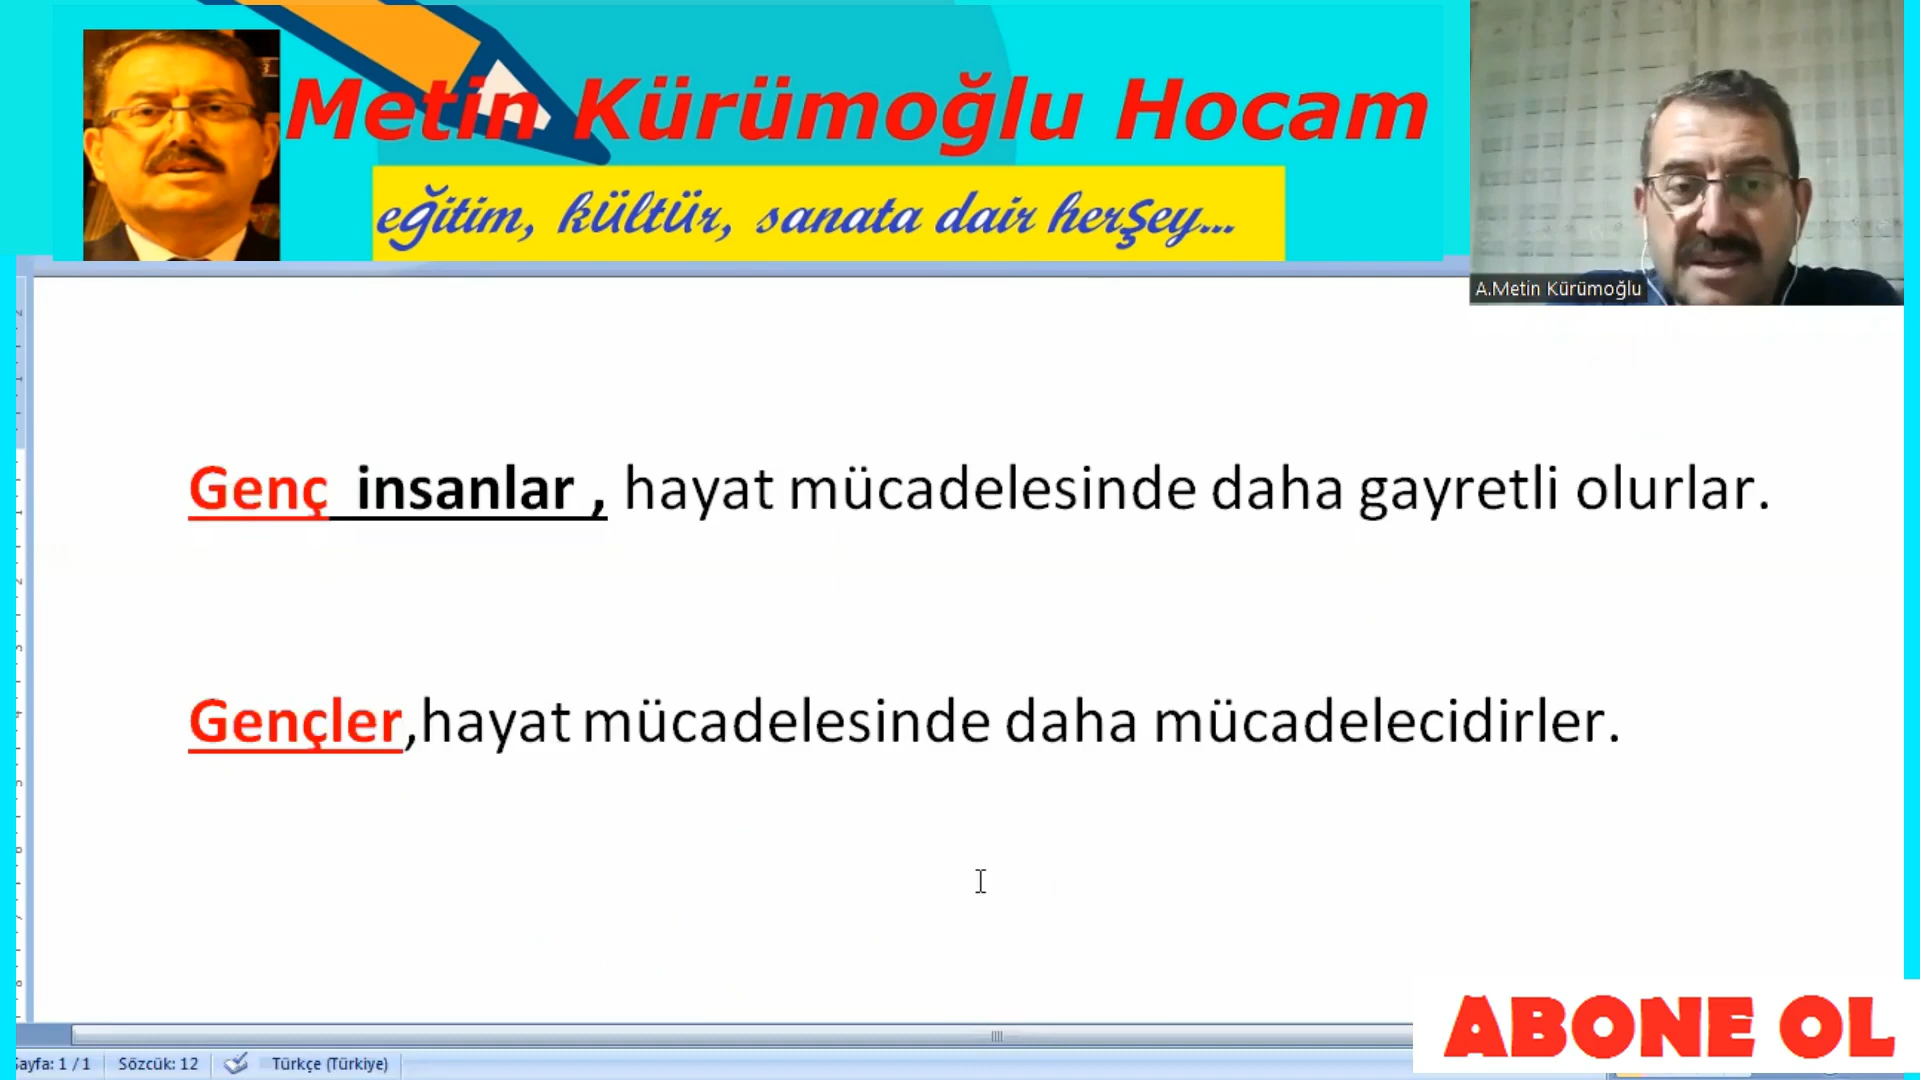 Metin Kürümoğlu Hocam
eğitim, kültür, sanata dair herşey...
A.Metin Kürümoğlu
Genç insanlar , hayat mücadelesinde daha gayretli olurlar.
Gençler,hayat mücadelesinde daha mücadelecidirler.
ABONE OL
Sayfa: 1 / 1 Sözcük: 12 Türkçe (Türkiye)